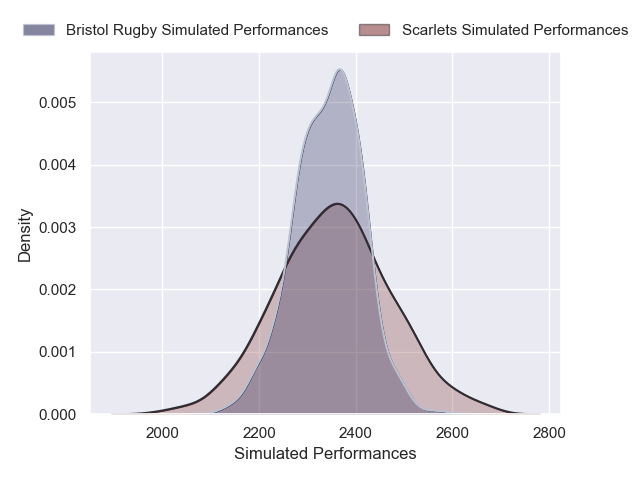 Bristol Rugby Simulated Performances Scarlets Simulated Performances
0.005
0.004
0.003
0.002
0.001
0.000
Density
2000 2200 2400 2600 2800
Simulated Performances